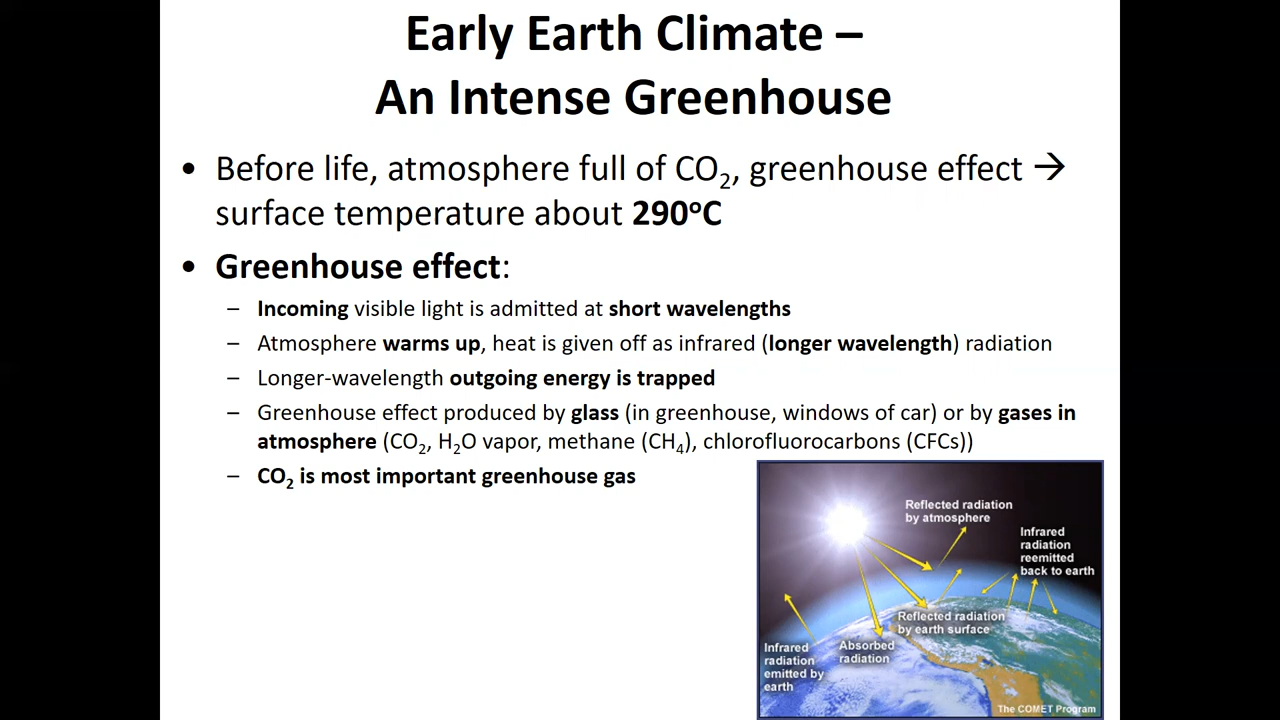 Early Earth Climate –
An Intense Greenhouse
• Before life, atmosphere full of CO₂, greenhouse effect →
surface temperature about 290ºC
• Greenhouse effect:
– Incoming visible light is admitted at short wavelengths
– Atmosphere warms up, heat is given off as infrared (longer wavelength) radiation
– Longer-wavelength outgoing energy is trapped
– Greenhouse effect produced by glass (in greenhouse, windows of car) or by gases in
atmosphere (CO₂, H₂O vapor, methane (CH₄), chlorofluorocarbons (CFCs))
– CO₂ is most important greenhouse gas
Reflected radiation
by atmosphere
Infrared
radiation
reemitted
back to earth
Reflected radiation
by earth surface
Absorbed
radiation
Infrared
radiation
emitted by
earth
The COMET Program